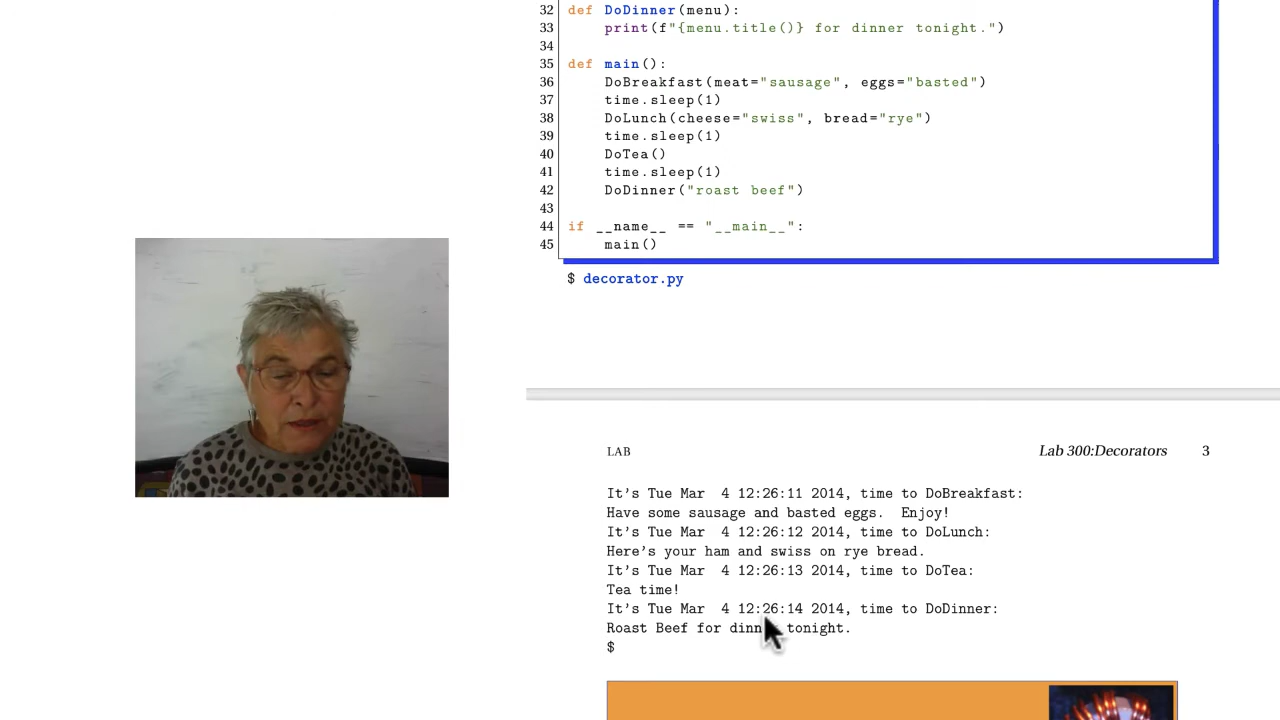 32 def DoDinner(menu):
33     print(f"{menu.title()} for dinner tonight.")
34
35 def main():
36     DoBreakfast(meat="sausage", eggs="basted")
37     time.sleep(1)
38     DoLunch(cheese="swiss", bread="rye")
39     time.sleep(1)
40     DoTea()
41     time.sleep(1)
42     DoDinner("roast beef")
43
44 if __name__ == "__main__":
45     main()
$ decorator.py
LAB Lab 300:Decorators 3
It's Tue Mar  4 12:26:11 2014, time to DoBreakfast:
Have some sausage and basted eggs.  Enjoy!
It's Tue Mar  4 12:26:12 2014, time to DoLunch:
Here's your ham and swiss on rye bread.
It's Tue Mar  4 12:26:13 2014, time to DoTea:
Tea time!
It's Tue Mar  4 12:26:14 2014, time to DoDinner:
Roast Beef for dinner tonight.
$